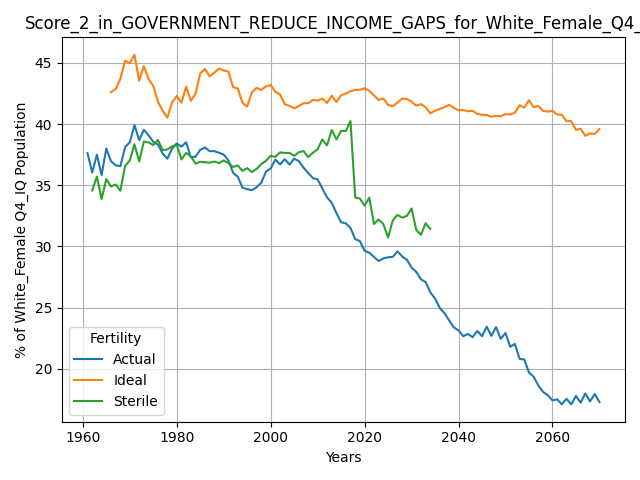 Score_2_in_GOVERNMENT_REDUCE_INCOME_GAPS_for_White_Female_Q4_
% of White_Female Q4_IQ Population
45
40
35
30
25
20
Fertility
Actual
Ideal
Sterile
1960 1980 2000 2020 2040 2060
Years